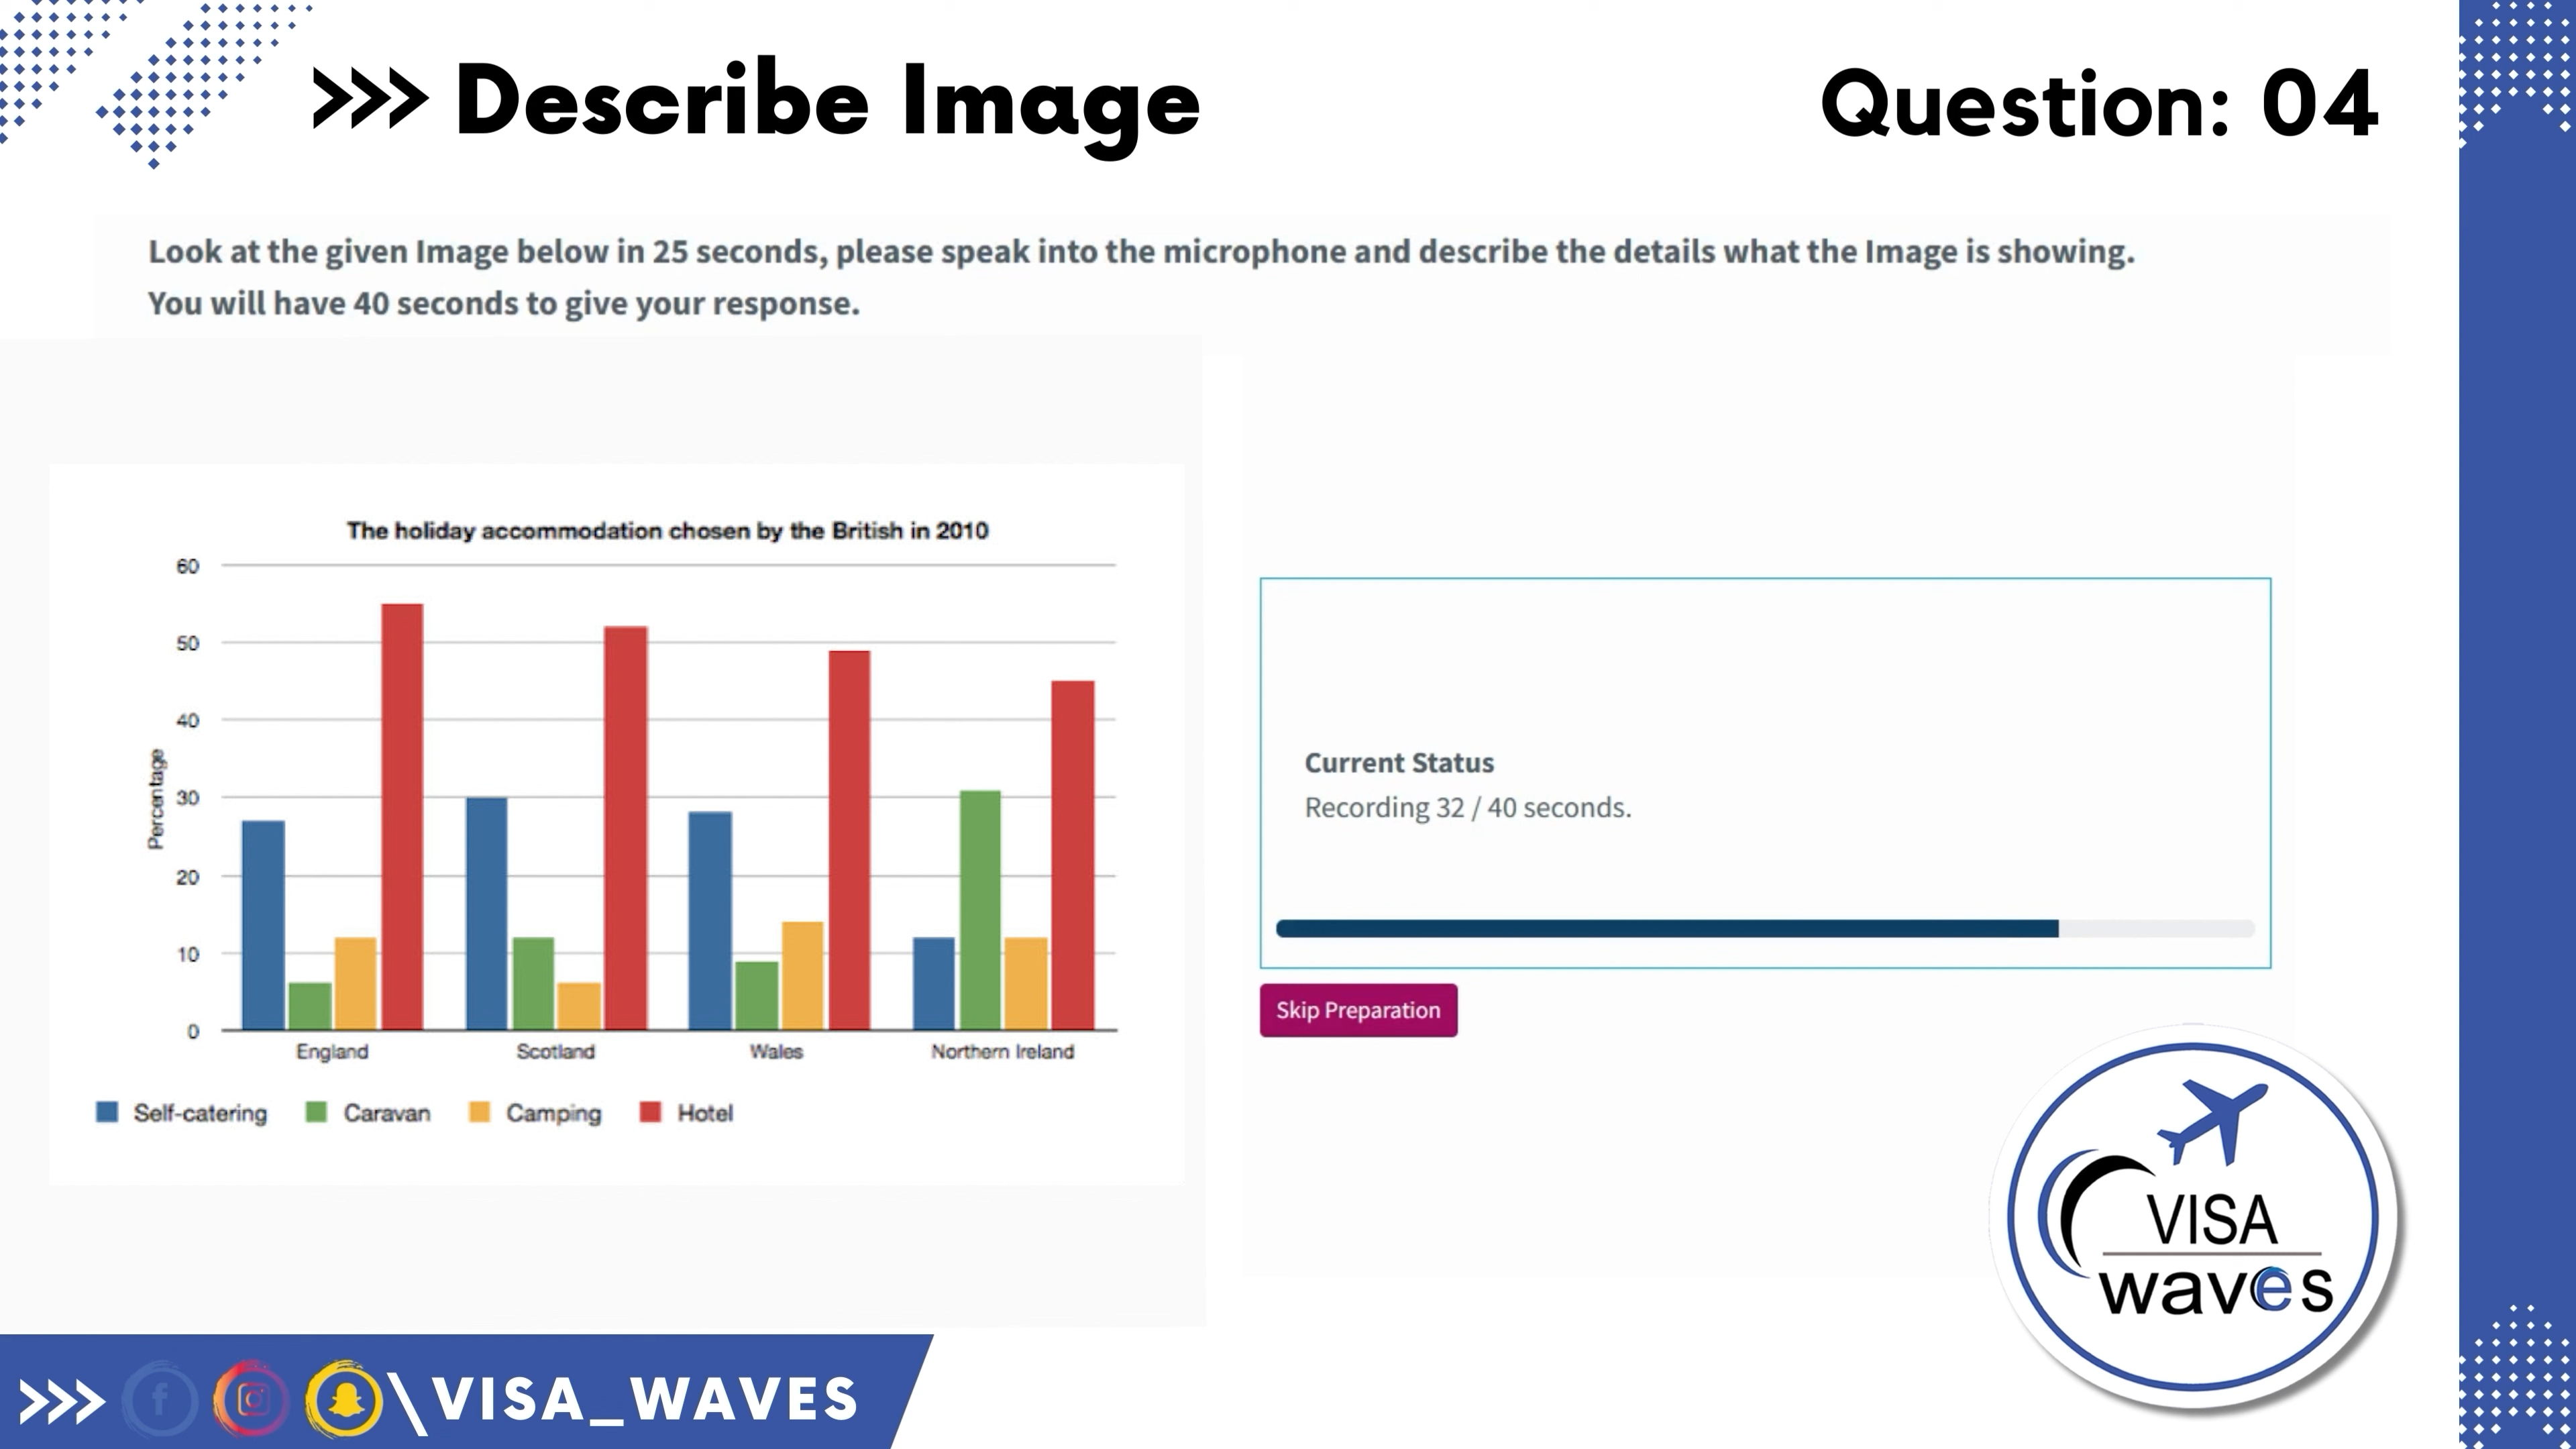 >>> Describe Image
Question: 04
Look at the given Image below in 25 seconds, please speak into the microphone and describe the details what the Image is showing.
You will have 40 seconds to give your response.
The holiday accommodation chosen by the British in 2010
60
50
40
30
20
10
0
Percentage
England Scotland Wales Northern Ireland
Self-catering Caravan Camping Hotel
Current Status
Recording 32 / 40 seconds.
Skip Preparation
VISA
waves
>>> \VISA_WAVES